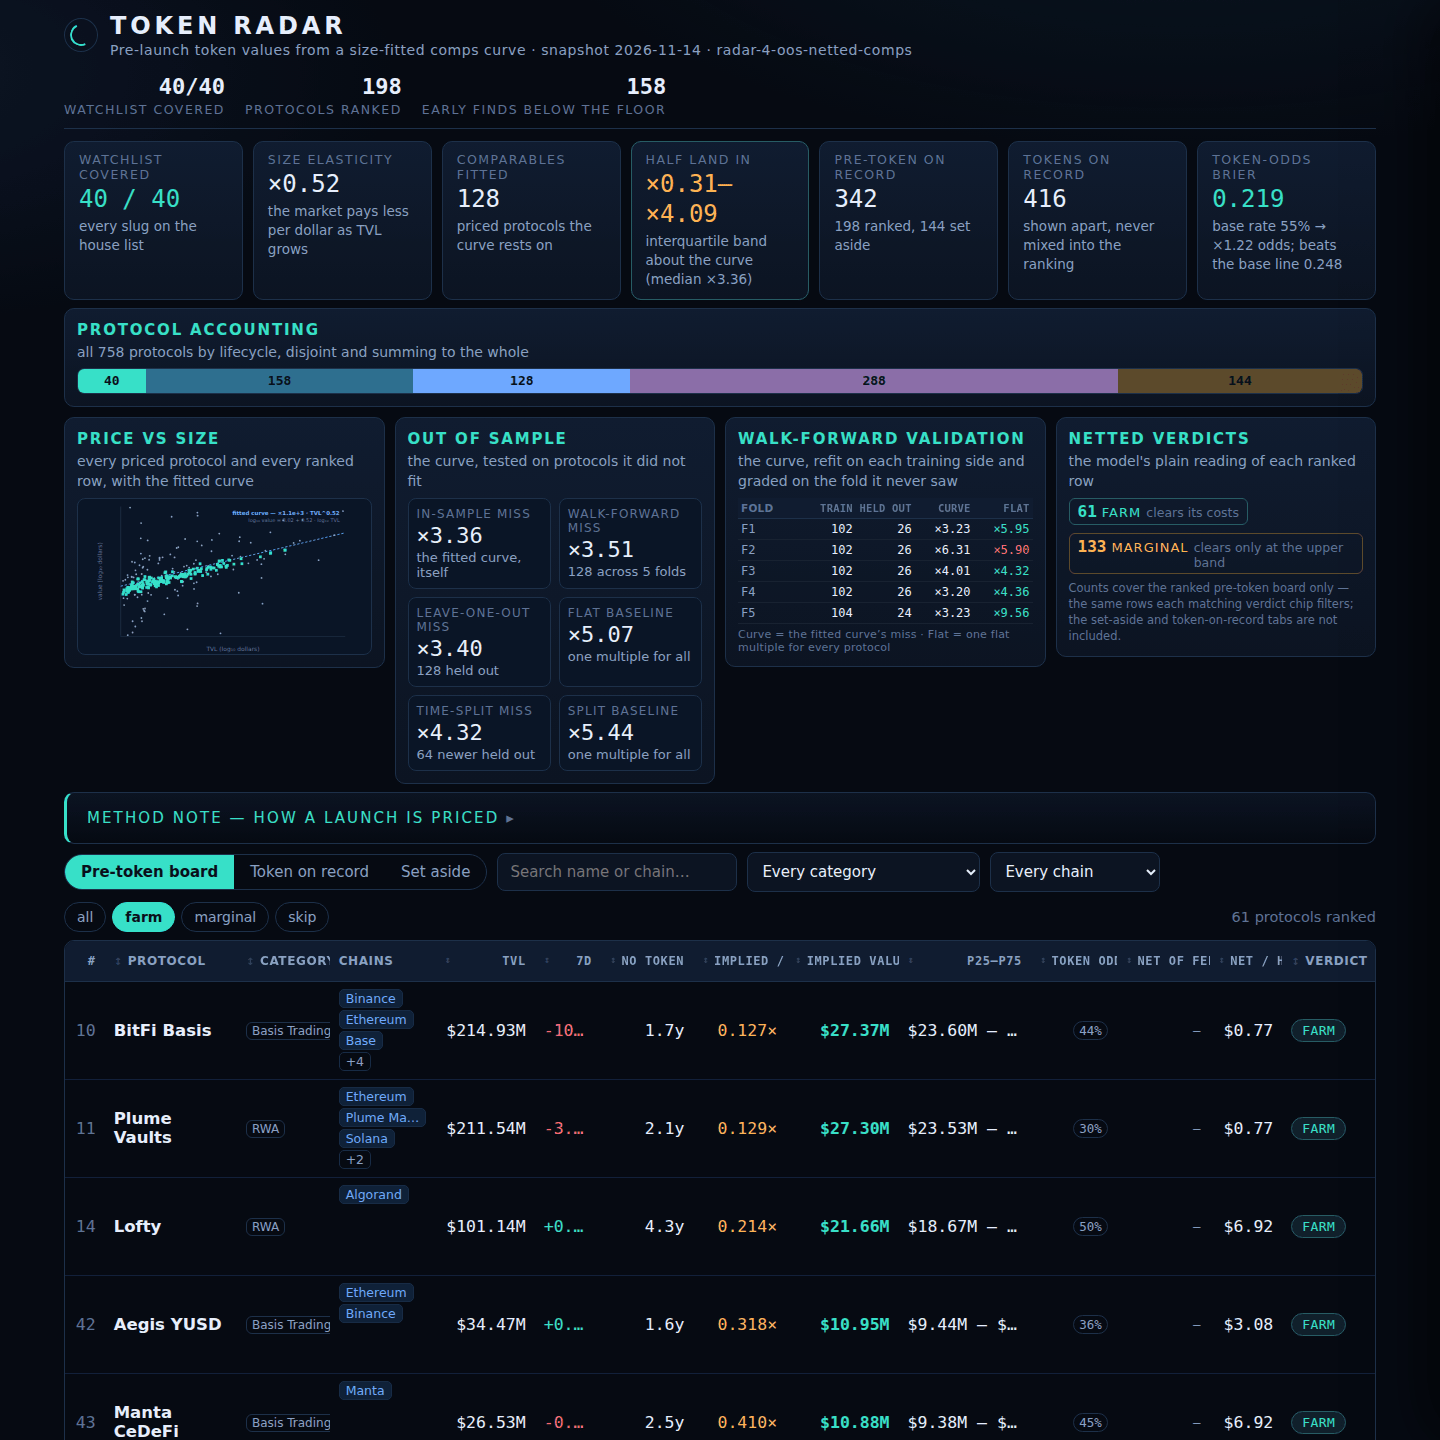 TOKEN RADAR
Pre-launch token values from a size-fitted comps curve · snapshot 2026-11-14 · radar-4-oos-netted-comps
40/40
WATCHLIST COVERED
198
PROTOCOLS RANKED
158
EARLY FINDS BELOW THE FLOOR
WATCHLIST
COVERED
40 / 40
every slug on the
house list
SIZE ELASTICITY
×0.52
the market pays less
per dollar as TVL
grows
COMPARABLES
FITTED
128
priced protocols the
curve rests on
HALF LAND IN
×0.31–
×4.09
interquartile band
about the curve
(median ×3.36)
PRE-TOKEN ON
RECORD
342
198 ranked, 144 set
aside
TOKENS ON
RECORD
416
shown apart, never
mixed into the
ranking
TOKEN-ODDS
BRIER
0.219
base rate 55% →
×1.22 odds; beats
the base line 0.248
PROTOCOL ACCOUNTING
all 758 protocols by lifecycle, disjoint and summing to the whole
40 158 128 288 144
PRICE VS SIZE
every priced protocol and every ranked
row, with the fitted curve
value (log₁₀ dollars)
TVL (log₁₀ dollars)
OUT OF SAMPLE
the curve, tested on protocols it did not
fit
IN-SAMPLE MISS
×3.36
the fitted curve,
itself
WALK-FORWARD
MISS
×3.51
128 across 5 folds
LEAVE-ONE-OUT
MISS
×3.40
128 held out
FLAT BASELINE
×5.07
one multiple for all
TIME-SPLIT MISS
×4.32
64 newer held out
SPLIT BASELINE
×5.44
one multiple for all
WALK-FORWARD VALIDATION
the curve, refit on each training side and
graded on the fold it never saw
FOLD TRAIN HELD OUT CURVE FLAT
F1 102 26 ×3.23 ×5.95
F2 102 26 ×6.31 ×5.90
F3 102 26 ×4.01 ×4.32
F4 102 26 ×3.20 ×4.36
F5 104 24 ×3.23 ×9.56
Curve = the fitted curve's miss · Flat = one flat
multiple for every protocol
NETTED VERDICTS
the model's plain reading of each ranked
row
61 FARM clears its costs
133 MARGINAL clears only at the upper
band
Counts cover the ranked pre-token board only —
the same rows each matching verdict chip filters;
the set-aside and token-on-record tabs are not
included.
METHOD NOTE — HOW A LAUNCH IS PRICED ▸
Pre-token board Token on record Set aside Search name or chain… Every category Every chain
all farm marginal skip 61 protocols ranked
# ↕ PROTOCOL ↕ CATEGORY CHAINS ↕ TVL ↕ 7D ↕ NO TOKEN ↕ IMPLIED / ↕ IMPLIED VALU ↕ P25–P75 ↕ TOKEN ODD ↕ NET OF FEE ↕ NET / H ↕ VERDICT
Binance
Ethereum
Base
+4
10 BitFi Basis Basis Trading $214.93M -10… 1.7y 0.127× $27.37M $23.60M – … 44% – $0.77 FARM
Ethereum
Plume Ma…
Solana
+2
11 Plume
Vaults RWA $211.54M -3.… 2.1y 0.129× $27.30M $23.53M – … 30% – $0.77 FARM
Algorand
14 Lofty RWA $101.14M +0.… 4.3y 0.214× $21.66M $18.67M – … 50% – $6.92 FARM
Ethereum
Binance
42 Aegis YUSD Basis Trading $34.47M +0.… 1.6y 0.318× $10.95M $9.44M – $… 36% – $3.08 FARM
Manta
43 Manta
CeDeFi Basis Trading $26.53M -0.… 2.5y 0.410× $10.88M $9.38M – $… 45% – $6.92 FARM